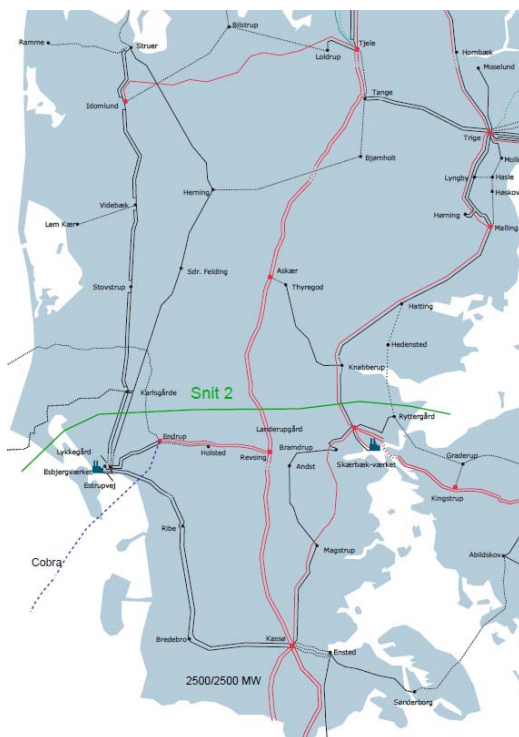 Bilstrup
Ramme
Struer
Tjele
Loldrup
Hornbæk
Moselund
Idomlund
Tange
Trige
Bjørnholt
Lyngby
Hasle
Herning
Høskov
Videbæk
Hørning
Lem Kær
Malling
Sdr. Felding
Askær
Stovstrup
Thyregod
Hatting
Hedensted
Knabberup
Karlsgårde
Snit 2
Ryttergård
Landerupgård
Lykkegård
Endrup
Holsted
Revsing
Bramdrup
Skærbæk-værket
Graderup
Esbjergværket
Andst
Estrupvej
Kingstrup
Ribe
Cobra
Magstrup
Abildskov
Bredebro
Kassø
Ensted
2500/2500 MW
Sønderborg